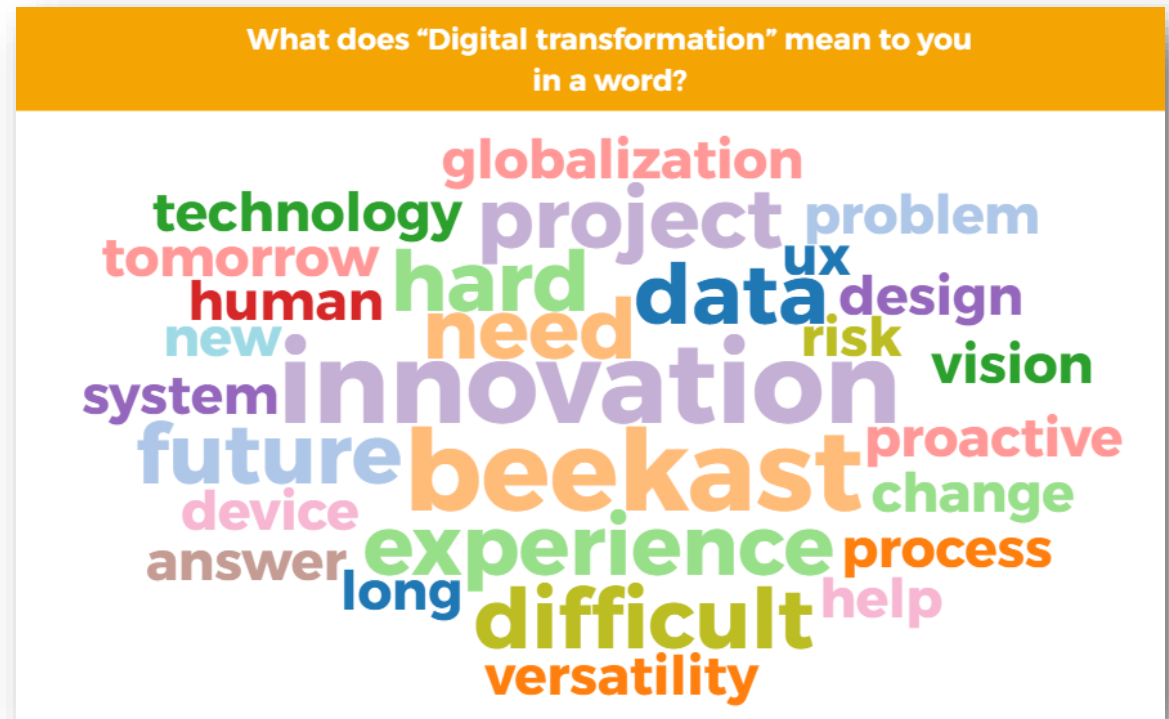 What does “Digital transformation” mean to you
in a word?
globalization
technology project problem
tomorrow hard ux
human data design
new need risk
innovation vision
system
future beekast proactive
device change
answer experience process
long difficult help
versatility